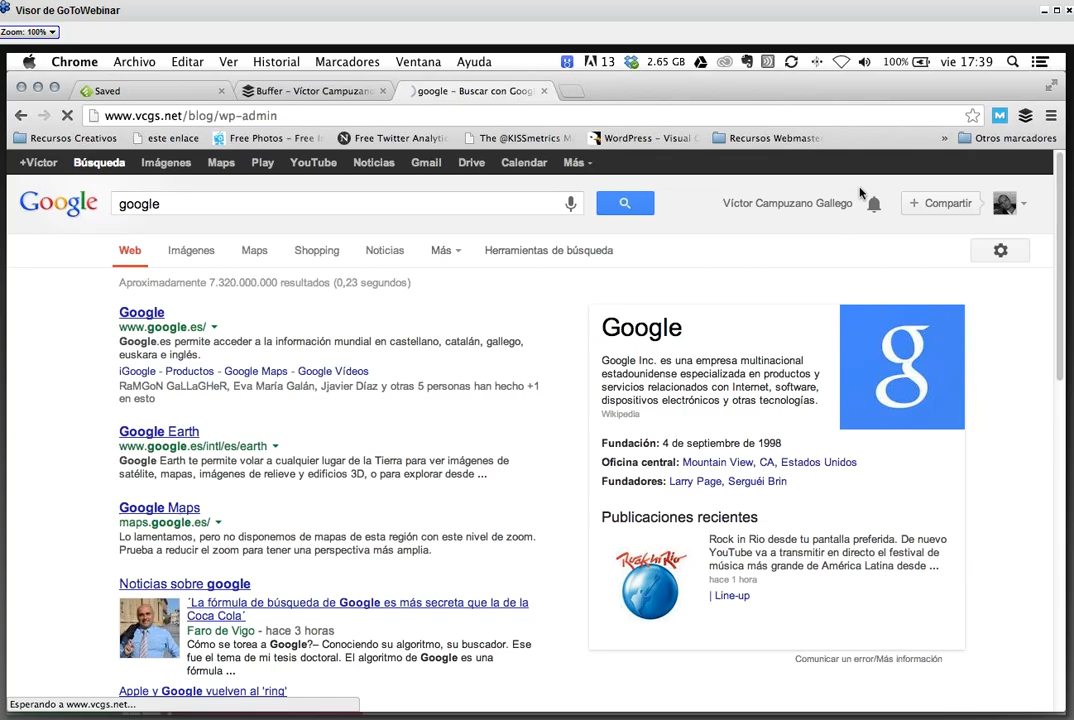 Visor de GoToWebinar
Zoom: 100%
Chrome Archivo Editar Ver Historial Marcadores Ventana Ayuda 13 2.65 GB 100% vie 17:39
Saved Buffer - Víctor Campuzano google - Buscar con Goog
www.vcgs.net/blog/wp-admin
Recursos Creativos este enlace Free Photos - Free Free Twitter Analytic The @KISSmetrics M WordPress - Visual Recursos Webmaste » Otros marcadores
+Víctor Búsqueda Imágenes Maps Play YouTube Noticias Gmail Drive Calendar Más
Google google Víctor Campuzano Gallego + Compartir
Web Imágenes Maps Shopping Noticias Más Herramientas de búsqueda
Aproximadamente 7.320.000.000 resultados (0,23 segundos)
Google
www.google.es/
Google.es permite acceder a la información mundial en castellano, catalán, gallego,
euskara e inglés.
iGoogle - Productos - Google Maps - Google Vídeos
RaMGoN GaLLaGHeR, Eva María Galán, Jjavier Díaz y otras 5 personas han hecho +1
en esto
Google Earth
www.google.es/intl/es/earth
Google Earth te permite volar a cualquier lugar de la Tierra para ver imágenes de
satélite, mapas, imágenes de relieve y edificios 3D, o para explorar desde ...
Google Maps
maps.google.es/
Lo lamentamos, pero no disponemos de mapas de esta región con este nivel de zoom.
Prueba a reducir el zoom para tener una perspectiva más amplia.
Noticias sobre google
´La fórmula de búsqueda de Google es más secreta que la de la
Coca Cola´
Faro de Vigo - hace 3 horas
Cómo se torea a Google?– Conociendo su algoritmo, su buscador. Ese
fue el tema de mi tesis doctoral. El algoritmo de Google es una
fórmula ...
Apple y Google vuelven al 'ring'
Google
Google Inc. es una empresa multinacional
estadounidense especializada en productos y
servicios relacionados con Internet, software,
dispositivos electrónicos y otras tecnologías.
Wikipedia
g
Fundación: 4 de septiembre de 1998
Oficina central: Mountain View, CA, Estados Unidos
Fundadores: Larry Page, Serguéi Brin
Publicaciones recientes
Rock in Rio
Rock in Rio desde tu pantalla preferida. De nuevo
YouTube va a transmitir en directo el festival de
música más grande de América Latina desde ...
hace 1 hora
| Line-up
Comunicar un error/Más información
Esperando a www.vcgs.net...